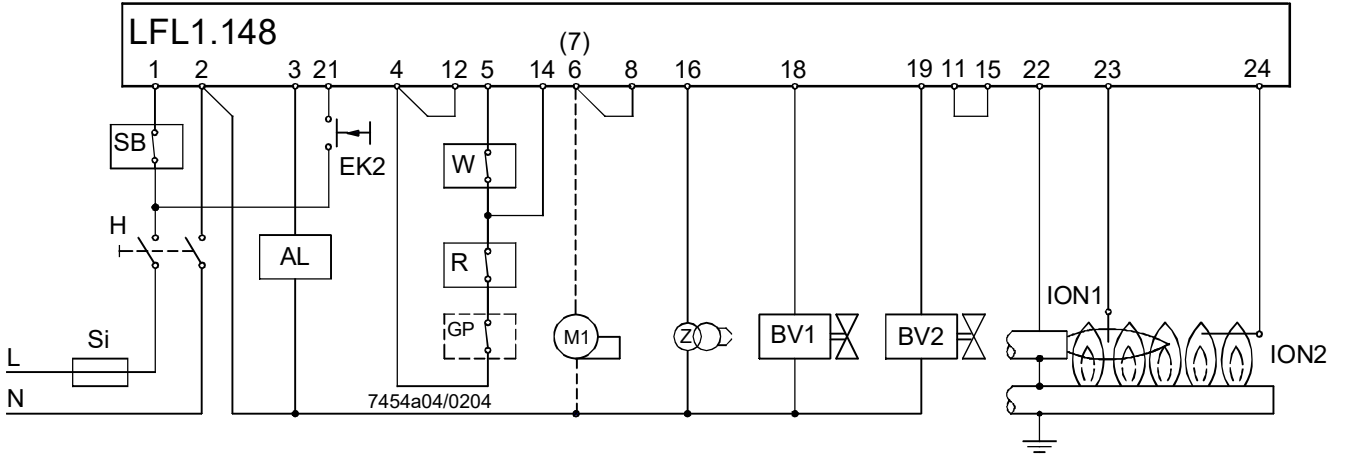 LFL1.148
(7)
1 2 3 21 4 12 5 14 6 8 16 18 19 11 15 22 23 24
SB
EK2
W
H
AL
R
ION1
GP
M1
Z
BV1
BV2
Si
ION2
L
N
7454a04/0204